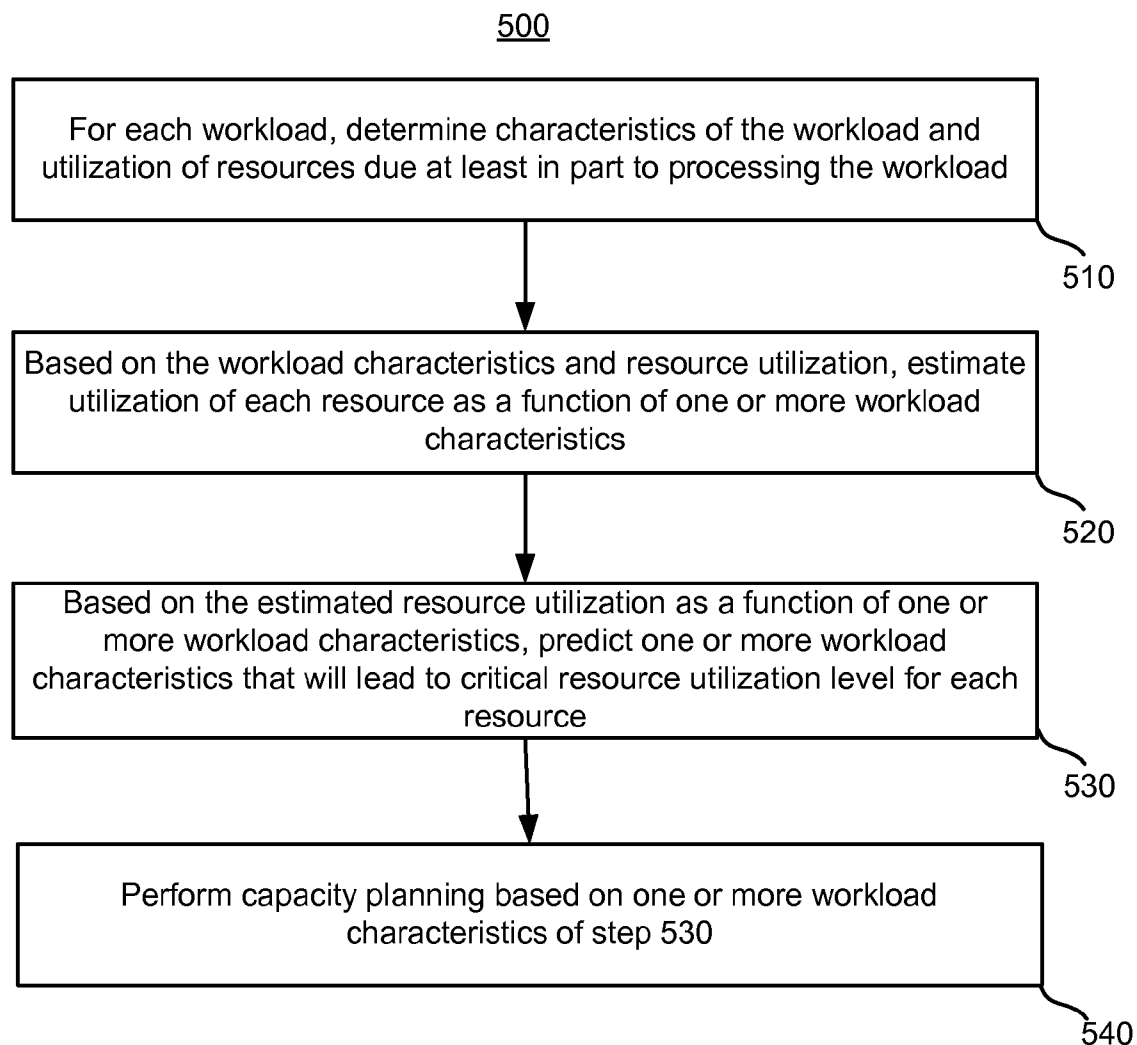 500
For each workload, determine characteristics of the workload and
utilization of resources due at least in part to processing the workload
510
Based on the workload characteristics and resource utilization, estimate
utilization of each resource as a function of one or more workload
characteristics
520
Based on the estimated resource utilization as a function of one or
more workload characteristics, predict one or more workload
characteristics that will lead to critical resource utilization level for each
resource
530
Perform capacity planning based on one or more workload
characteristics of step 530
540